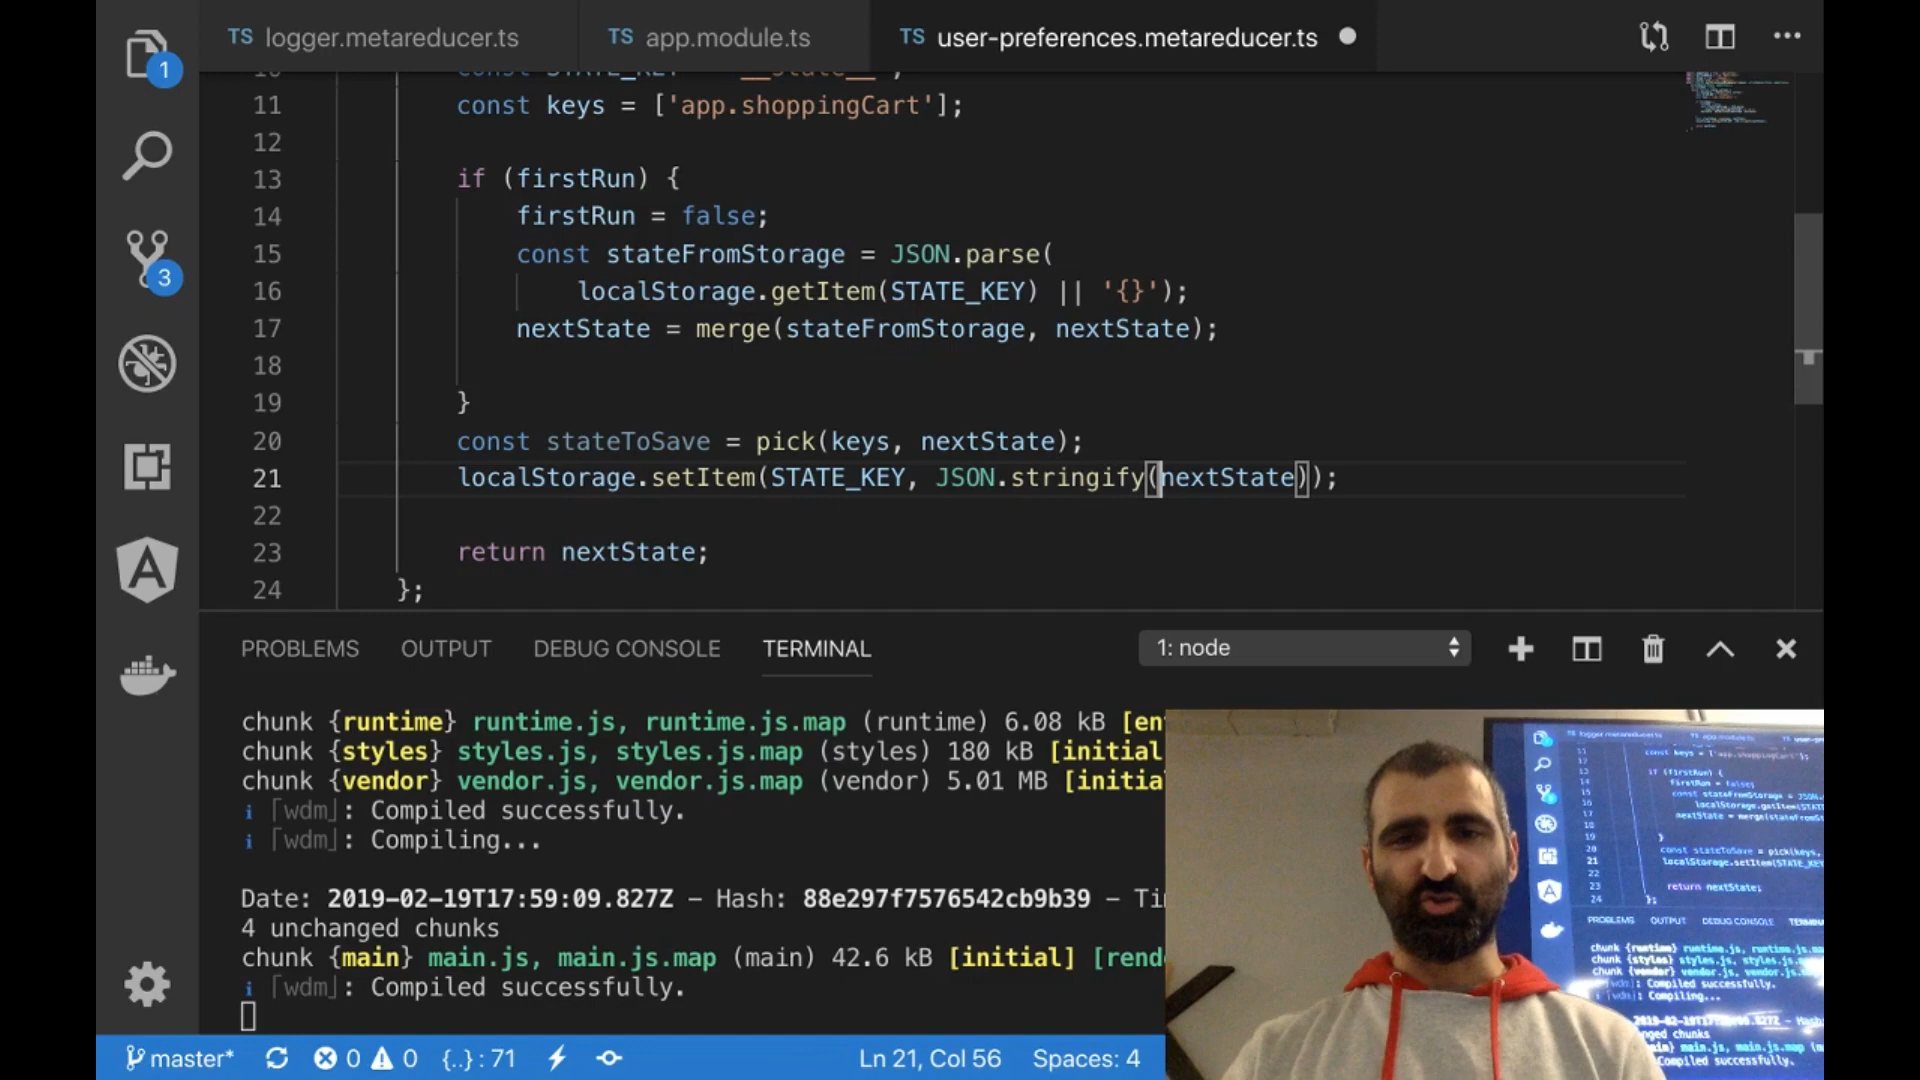 1
TS logger.metareducer.ts
TS app.module.ts
TS user-preferences.metareducer.ts
11 const keys = ['app.shoppingCart'];
12
13 if (firstRun) {
14 firstRun = false;
15 const stateFromStorage = JSON.parse(
16 localStorage.getItem(STATE_KEY) || '{}');
17 nextState = merge(stateFromStorage, nextState);
18
19 }
20 const stateToSave = pick(keys, nextState);
21 localStorage.setItem(STATE_KEY, JSON.stringify(nextState));
22
23 return nextState;
24 };
3
PROBLEMS OUTPUT DEBUG CONSOLE TERMINAL 1: node
chunk {runtime} runtime.js, runtime.js.map (runtime) 6.08 kB [en
chunk {styles} styles.js, styles.js.map (styles) 180 kB [initial
chunk {vendor} vendor.js, vendor.js.map (vendor) 5.01 MB [initia
i ｢wdm｣: Compiled successfully.
i ｢wdm｣: Compiling...
Date: 2019-02-19T17:59:09.827Z - Hash: 88e297f7576542cb9b39 - Ti
4 unchanged chunks
chunk {main} main.js, main.js.map (main) 42.6 kB [initial] [rend
i ｢wdm｣: Compiled successfully.
master* 0 0 {..} : 71 Ln 21, Col 56 Spaces: 4